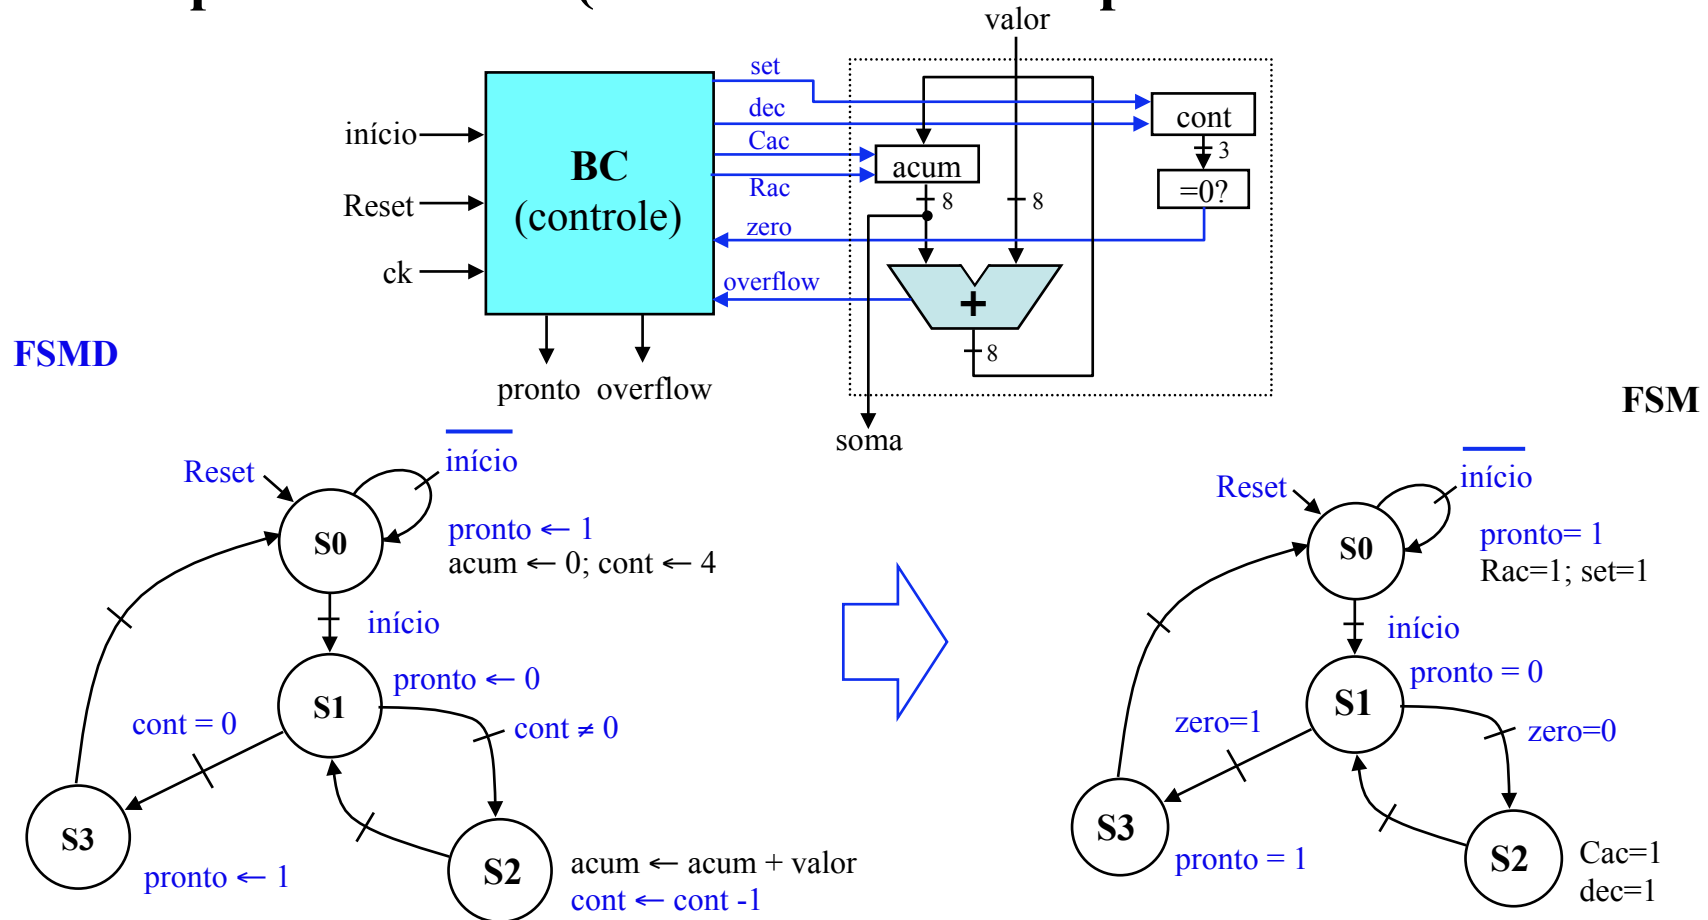 valor
set
dec
Cac
Rac
zero
overflow
início
Reset
ck
BC
(controle)
cont
3
=0?
acum
8
8
+
8
pronto overflow
soma
FSMD
FSM
Reset
início
S0
pronto ← 1
acum ← 0; cont ← 4
início
S1
pronto ← 0
cont = 0
cont ≠ 0
S3
pronto ← 1
S2
acum ← acum + valor
cont ← cont -1
Reset
início
S0
pronto= 1
Rac=1; set=1
início
S1
pronto = 0
zero=1
zero=0
S3
pronto = 1
S2
Cac=1
dec=1